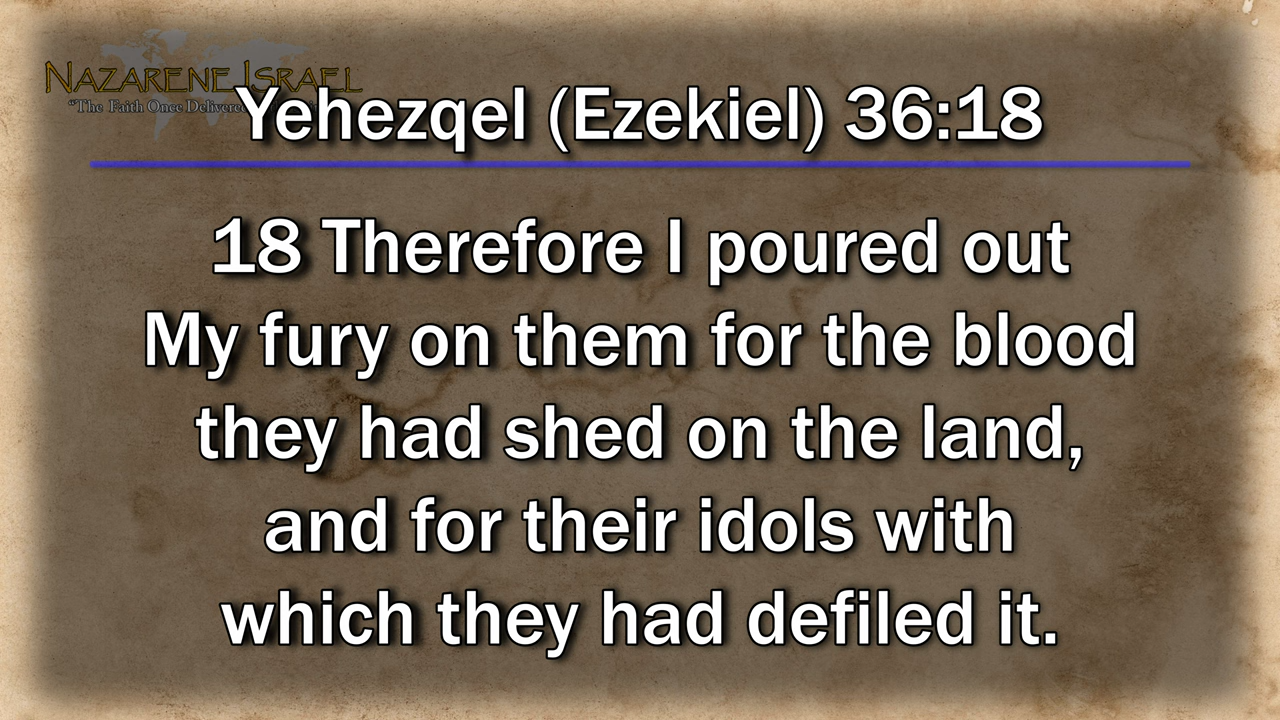 NAZARENE ISRAEL
"The Faith Once Delivered
Yehezqel (Ezekiel) 36:18
18 Therefore I poured out
My fury on them for the blood
they had shed on the land,
and for their idols with
which they had defiled it.